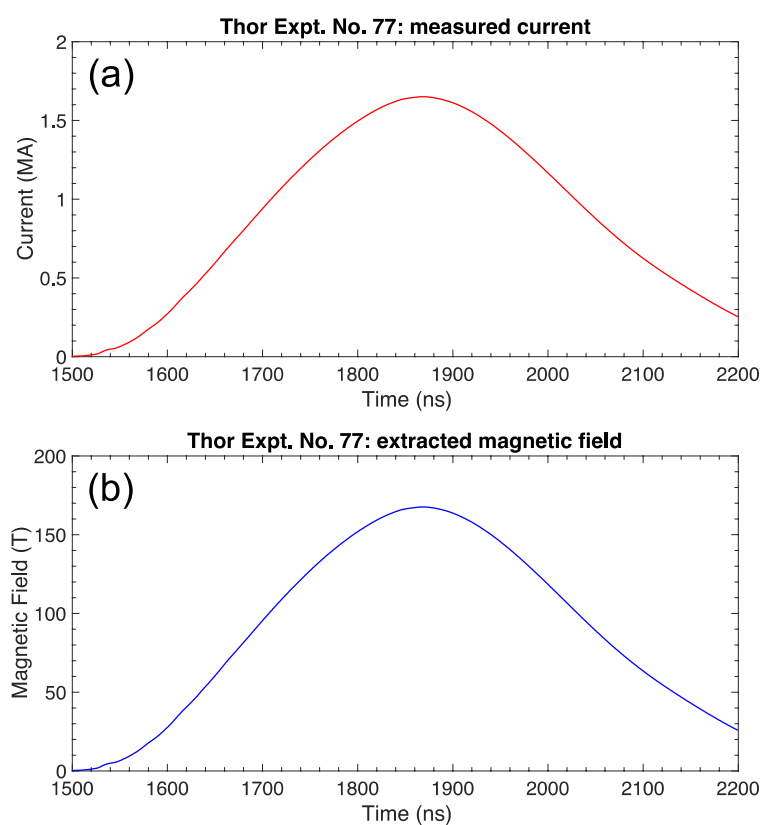 Thor Expt. No. 77: measured current
(a)
2
1.5
1
0.5
0
Current (MA)
1500 1600 1700 1800 1900 2000 2100 2200
Time (ns)
Thor Expt. No. 77: extracted magnetic field
(b)
200
150
100
50
0
Magnetic Field (T)
1500 1600 1700 1800 1900 2000 2100 2200
Time (ns)